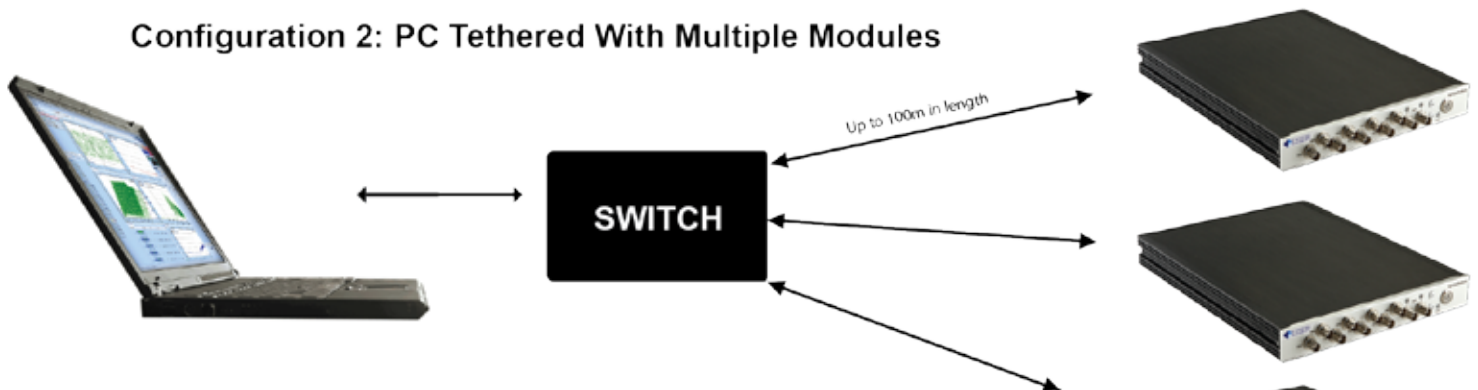 Configuration 2: PC Tethered With Multiple Modules
Up to 100m in length
SWITCH